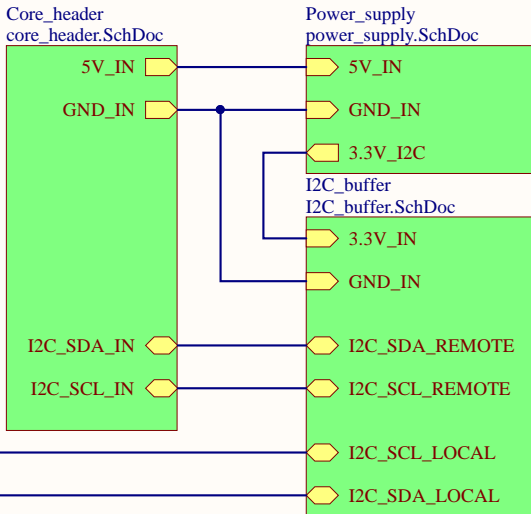 Core_header
core_header.SchDoc
5V_IN
GND_IN
I2C_SDA_IN
I2C_SCL_IN
Power_supply
power_supply.SchDoc
5V_IN
GND_IN
3.3V_I2C
I2C_buffer
I2C_buffer.SchDoc
3.3V_IN
GND_IN
I2C_SDA_REMOTE
I2C_SCL_REMOTE
I2C_SCL_LOCAL
I2C_SDA_LOCAL